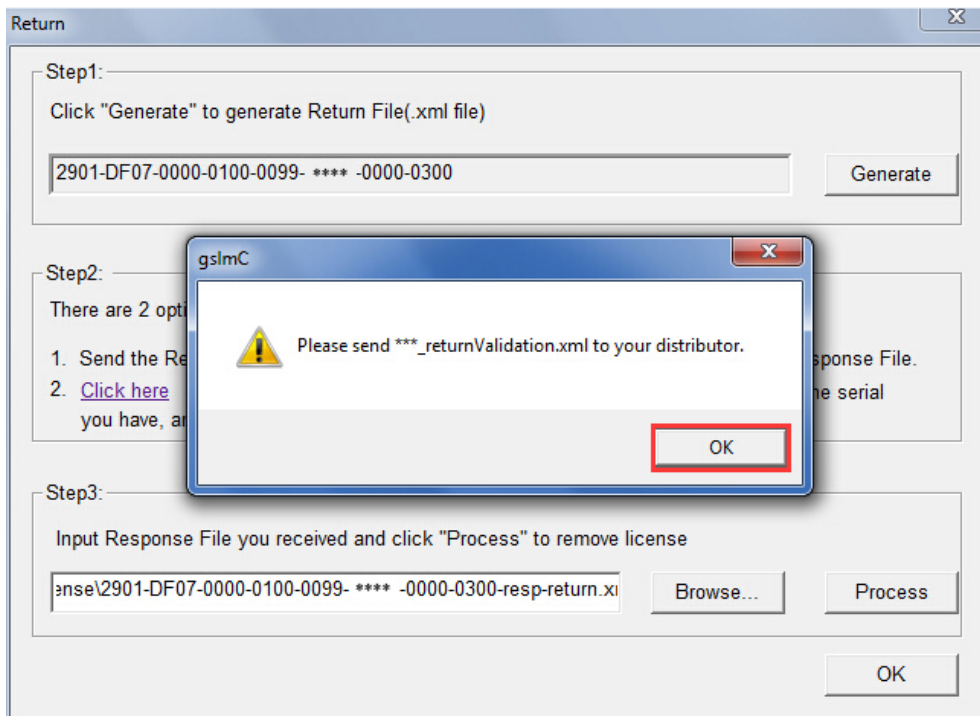 Return
Step1:
Click "Generate" to generate Return File(.xml file)
2901-DF07-0000-0100-0099- **** -0000-0300
Generate
gslmC
Please send ***_returnValidation.xml to your distributor.
OK
Step2:
There are 2 opti
1. Send the Re
sponse File.
2. Click here
he serial
you have, ar
Step3:
Input Response File you received and click "Process" to remove license
ense\2901-DF07-0000-0100-0099- **** -0000-0300-resp-return.x
Browse...
Process
OK